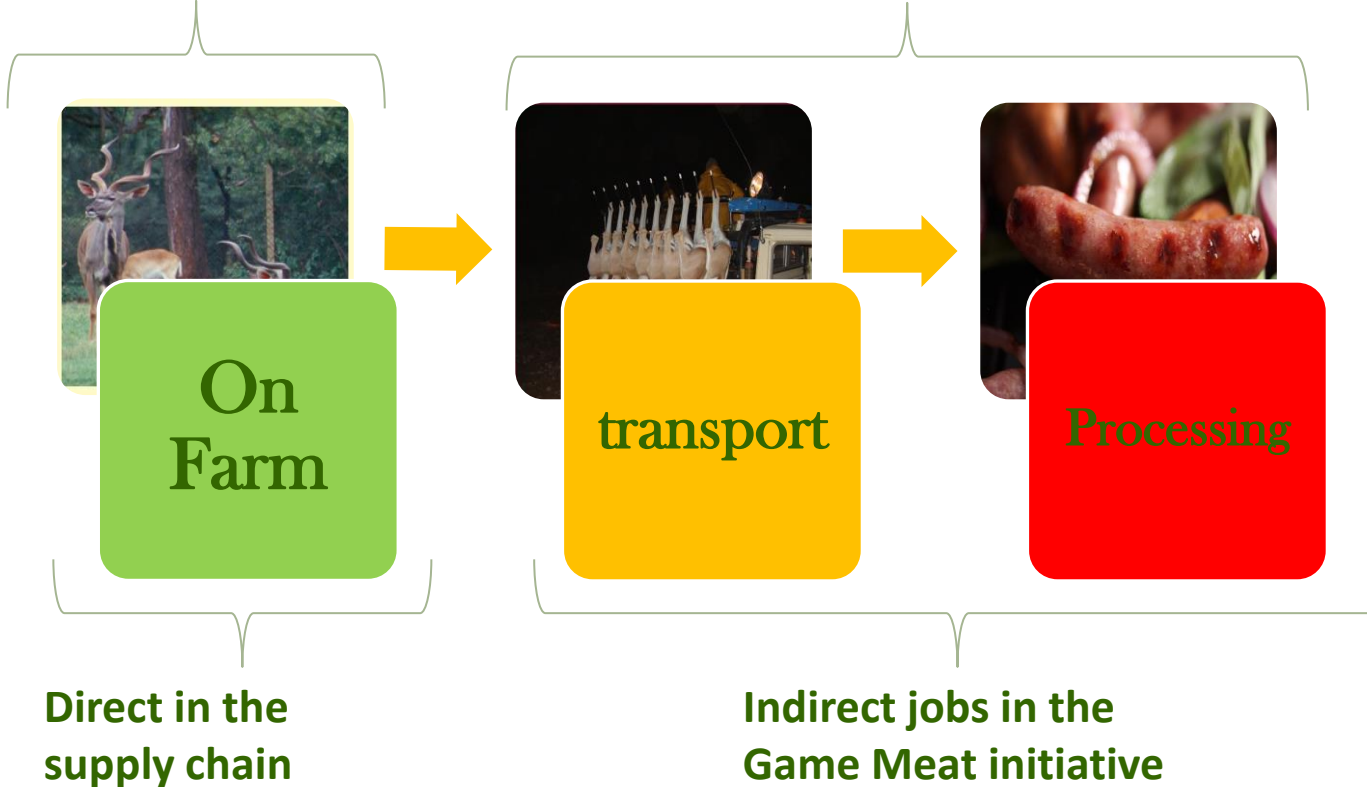 On
Farm
transport
Processing
Direct in the
supply chain
Indirect jobs in the
Game Meat initiative